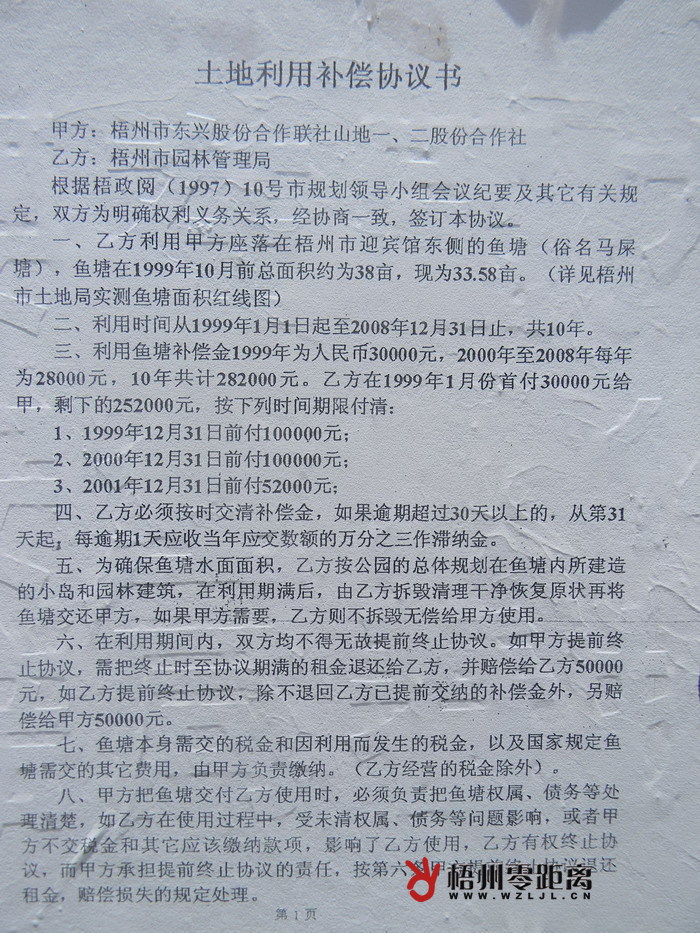 土地利用补偿协议书
甲方：梧州市东兴股份合作联社山地一、二股份合作社
乙方：梧州市园林管理局
根据梧政阅（1997）10号市规划领导小组会议纪要及其它有关规
定，双方为明确权利义务关系，经协商一致，签订本协议。
一、乙方利用甲方座落在梧州市迎宾馆东侧的鱼塘（俗名马屎
塘），鱼塘在1999年10月前总面积约为38亩，现为33.58亩。（详见梧州
市土地局实测鱼塘面积红线图）
二、利用时间从1999年1月1日起至2008年12月31日止，共10年。
三、利用鱼塘补偿金1999年为人民币30000元，2000年至2008年每年
为28000元，10年共计282000元。乙方在1999年1月份首付30000元给
甲，剩下的252000元，按下列时间期限付清：
1、1999年12月31日前付100000元；
2、2000年12月31日前付100000元；
3、2001年12月31日前付52000元；
四、乙方必须按时交清补偿金，如果逾期超过30天以上的，从第31
天起，每逾期1天应收当年应交数额的万分之三作滞纳金。
五、为确保鱼塘水面面积，乙方按公园的总体规划在鱼塘内所建造
的小岛和园林建筑，在利用期满后，由乙方拆毁清理干净恢复原状再将
鱼塘交还甲方，如果甲方需要，乙方则不拆毁无偿给甲方使用。
六、在利用期间内，双方均不得无故提前终止协议。如甲方提前终
止协议，需把终止时至协议期满的租金退还给乙方，并赔偿给乙方50000
元，如乙方提前终止协议，除不退回乙方已提前交纳的补偿金外，另赔
偿给甲方50000元。
七、鱼塘本身需交的税金和因利用而发生的税金，以及国家规定鱼
塘需交的其它费用，由甲方负责缴纳。（乙方经营的税金除外）。
八、甲方把鱼塘交付乙方使用时，必须负责把鱼塘权属、债务等处
理清楚，如乙方在使用过程中，受未清权属、债务等问题影响，或者甲
方不交税金和其它应该缴纳款项，影响了乙方使用，乙方有权终止协
议，而甲方承担提前终止协议的责任，按第六条甲方提前终止协议退还
租金，赔偿损失的规定处理。
第1页
梧州零距离
WWW.WZLJL.CN